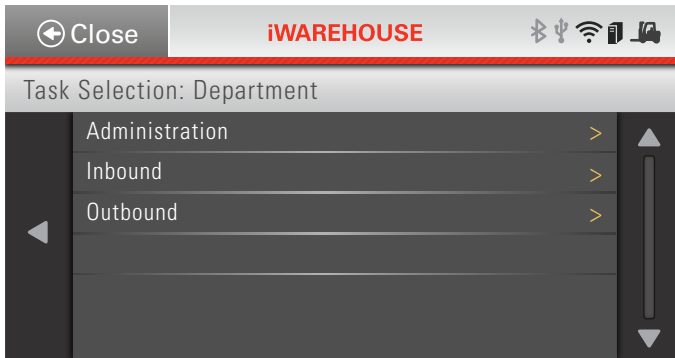 Close
iWAREHOUSE
Task Selection: Department
Administration >
Inbound >
Outbound >